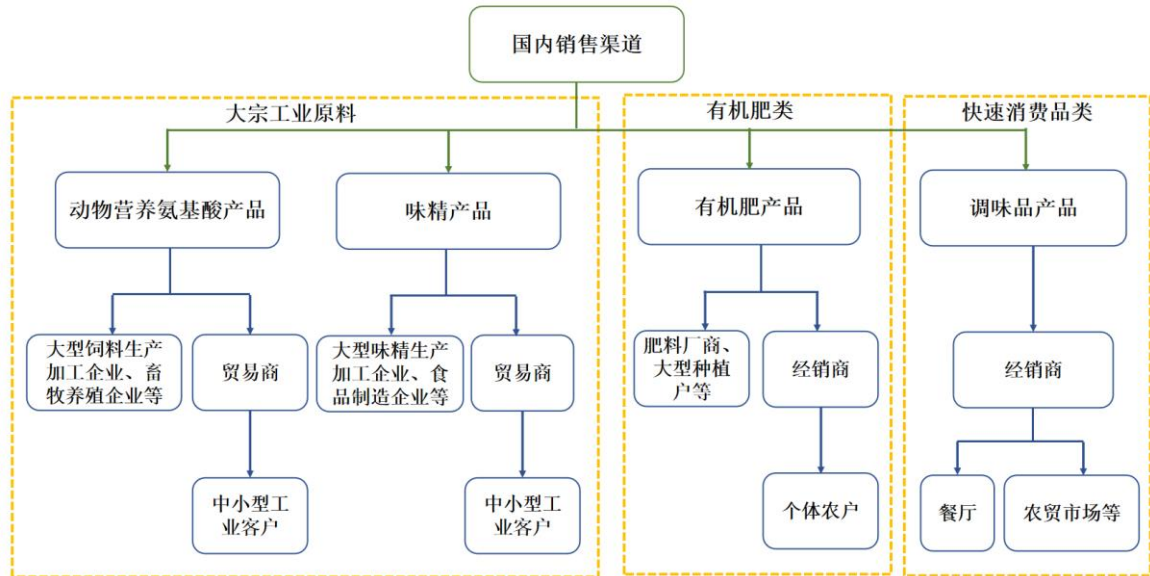 国内销售渠道
大宗工业原料
有机肥类
快速消费品类
动物营养氨基酸产品
味精产品
有机肥产品
调味品产品
大型饲料生产
加工企业、畜
牧养殖企业等
贸易商
大型味精生产
加工企业、食
品制造企业等
贸易商
肥料厂商、
大型种植
户等
经销商
经销商
中小型工
业客户
中小型工
业客户
个体农户
餐厅
农贸市场等